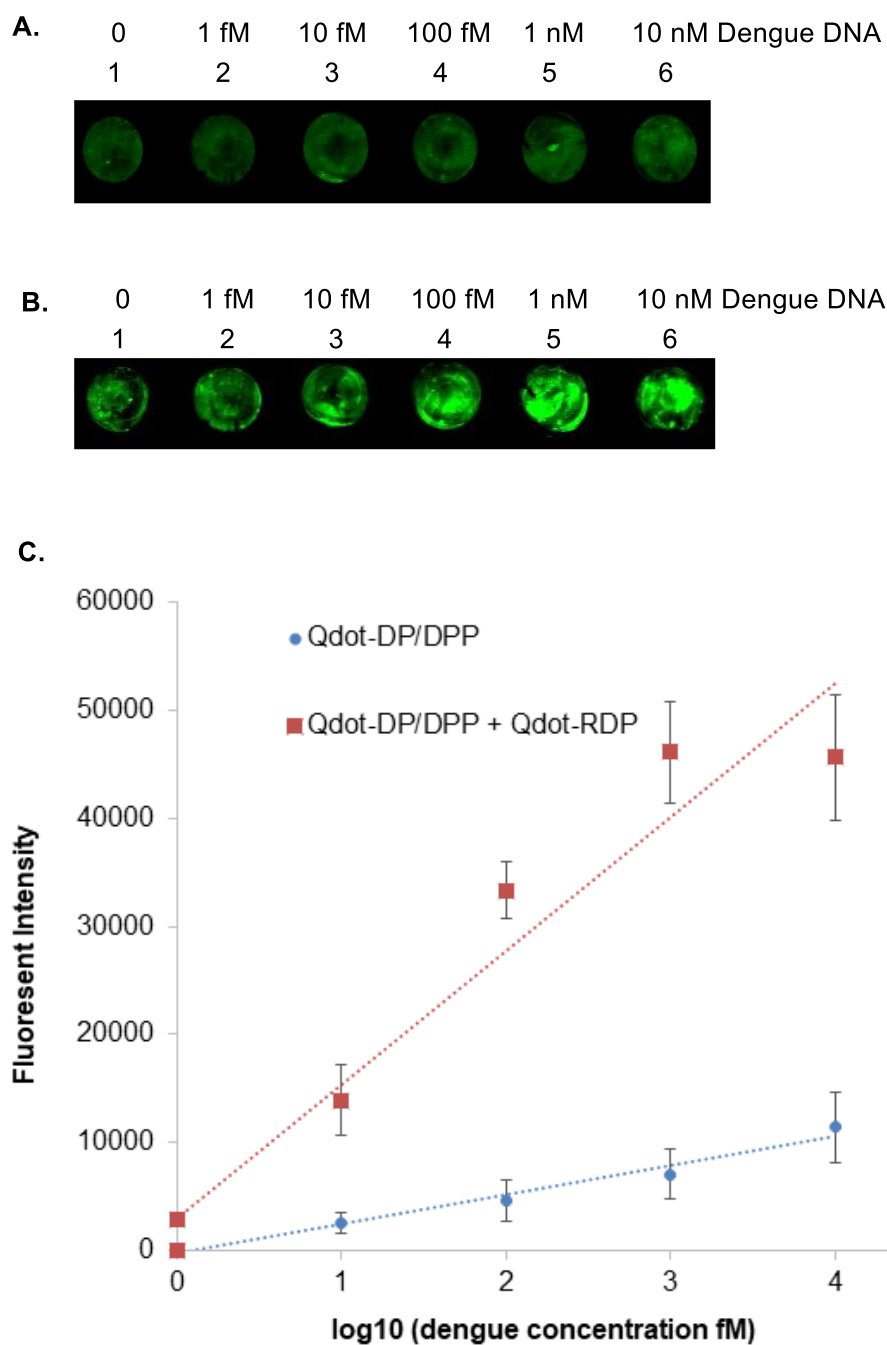 A.
0 1 fM 10 fM 100 fM 1 nM 10 nM Dengue DNA
1 2 3 4 5 6
B.
0 1 fM 10 fM 100 fM 1 nM 10 nM Dengue DNA
1 2 3 4 5 6
C.
60000
Qdot-DP/DPP
50000
Qdot-DP/DPP + Qdot-RDP
40000
30000
20000
10000
0
Fluoresent Intensity
0 1 2 3 4
log10 (dengue concentration fM)